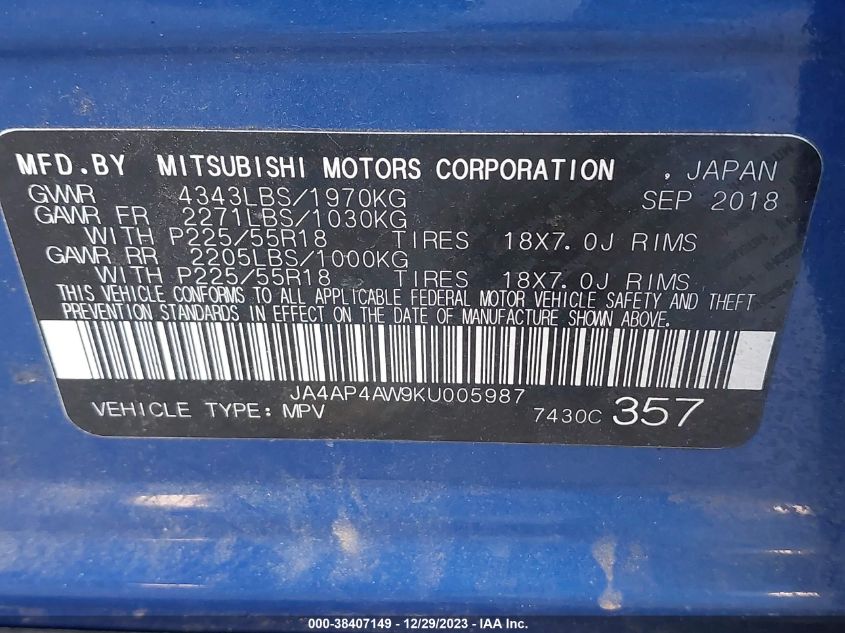 MFD.BY MITSUBISHI MOTORS CORPORATION , JAPAN
GVWR 4343LBS/1970KG SEP 2018
GAWR FR 2271LBS/1030KG
WITH P225/55R18 TIRES 18X7.0J RIMS
GAWR RR 2205LBS/1000KG
WITH P225/55R18 TIRES 18X7.0J RIMS
THIS VEHICLE CONFORMS TO ALL APPLICABLE FEDERAL MOTOR VEHICLE SAFETY AND THEFT
PREVENTION STANDARDS IN EFFECT ON THE DATE OF MANUFACTURE SHOWN ABOVE.
JA4AP4AW9KU005987
VEHICLE TYPE: MPV 7430C 357
000-38407149 - 12/29/2023 - IAA Inc.